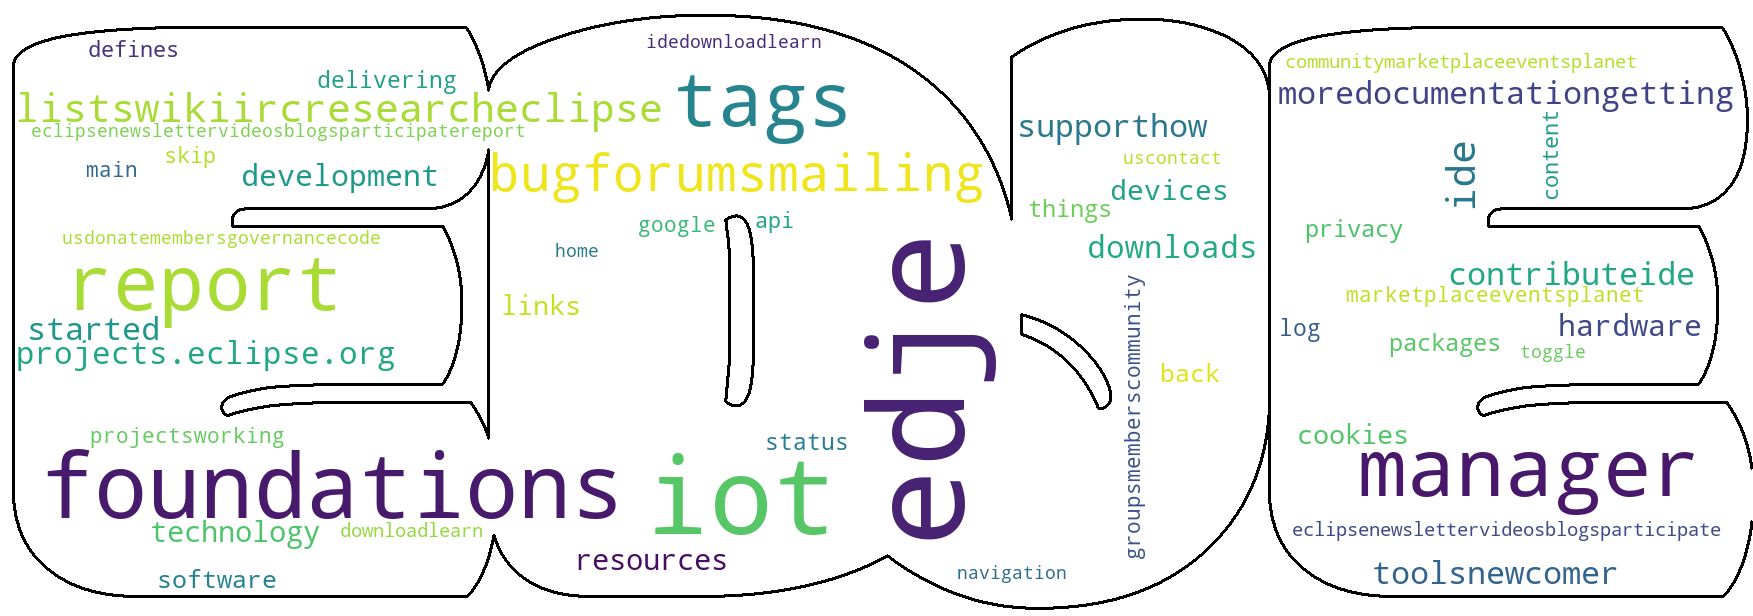 defines
delivering
listswikiircresearcheclipse
eclipsenewslettervideosblogsparticipatereport
skip
main
development
usdonatemembersgovernancecode
report
started
projects.eclipse.org
projectsworking
foundations
technology
downloadlearn
software
idedownloadlearn
tags
bugforumsmailing
google
api
home
links
edje
status
iot
resources
navigation
supporthow
uscontact
devices
things
downloads
groupsmemberscommunity
back
communitymarketplaceeventsplanet
moredocumentationgetting
content
ide
privacy
contributeide
marketplaceeventsplanet
log
hardware
packages
toggle
cookies
manager
eclipsenewslettervideosblogsparticipate
toolsnewcomer